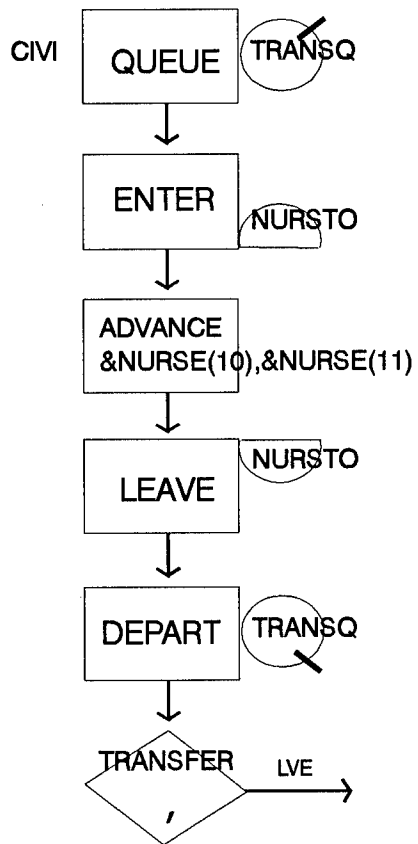 CIVI
QUEUE
TRANSQ
ENTER
NURSTO
ADVANCE
&NURSE(10),&NURSE(11)
LEAVE
NURSTO
DEPART
TRANSQ
TRANSFER
,
LVE